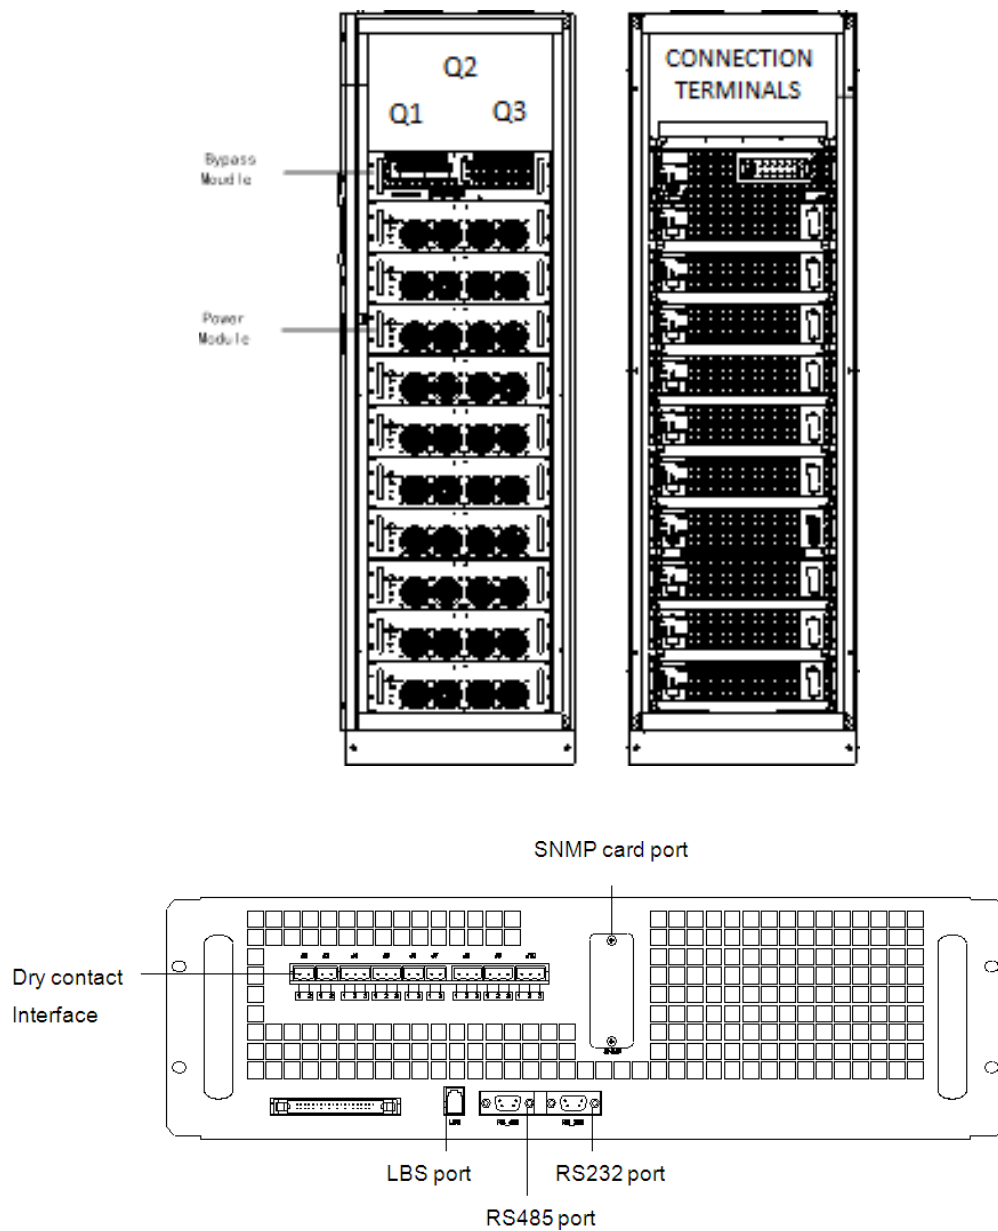 Q2
Q1
Q3
CONNECTION
TERMINALS
Bypass
Moudle
Power
Module
SNMP card port
Dry contact
Interface
LBS port
RS232 port
RS485 port